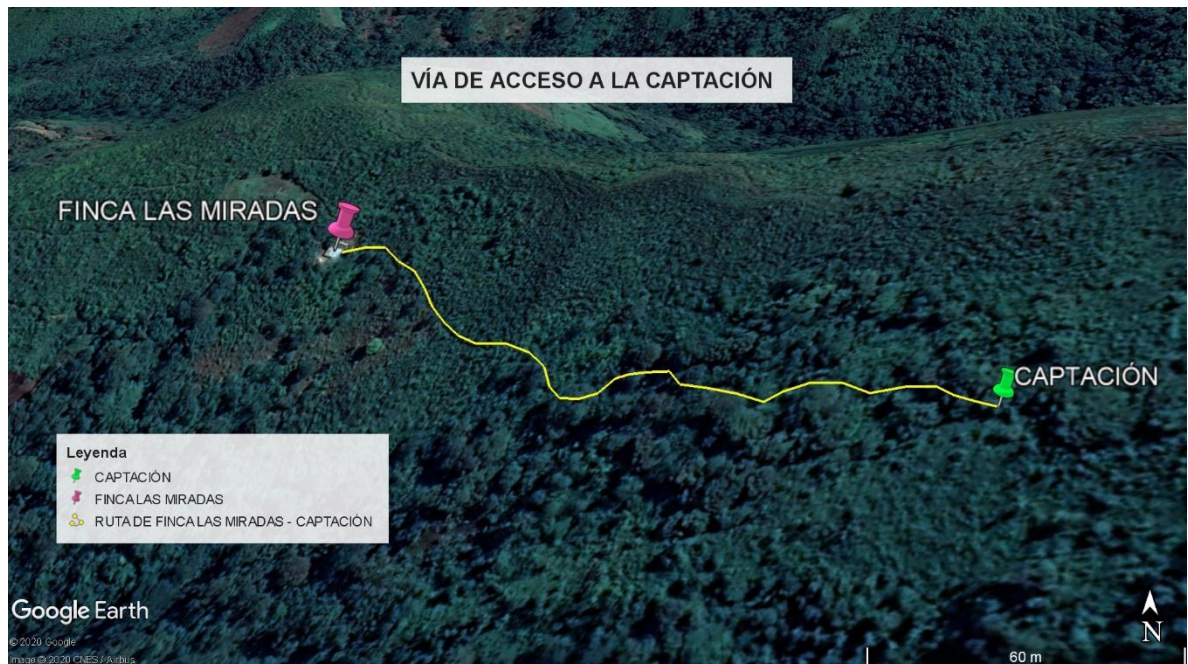 VÍA DE ACCESO A LA CAPTACIÓN
FINCA LAS MIRADAS
CAPTACIÓN
Leyenda
CAPTACIÓN
FINCA LAS MIRADAS
RUTA DE FINCA LAS MIRADAS - CAPTACIÓN
Google Earth
© 2020 Google
Image © 2020 CNES / Airbus
N
60 m